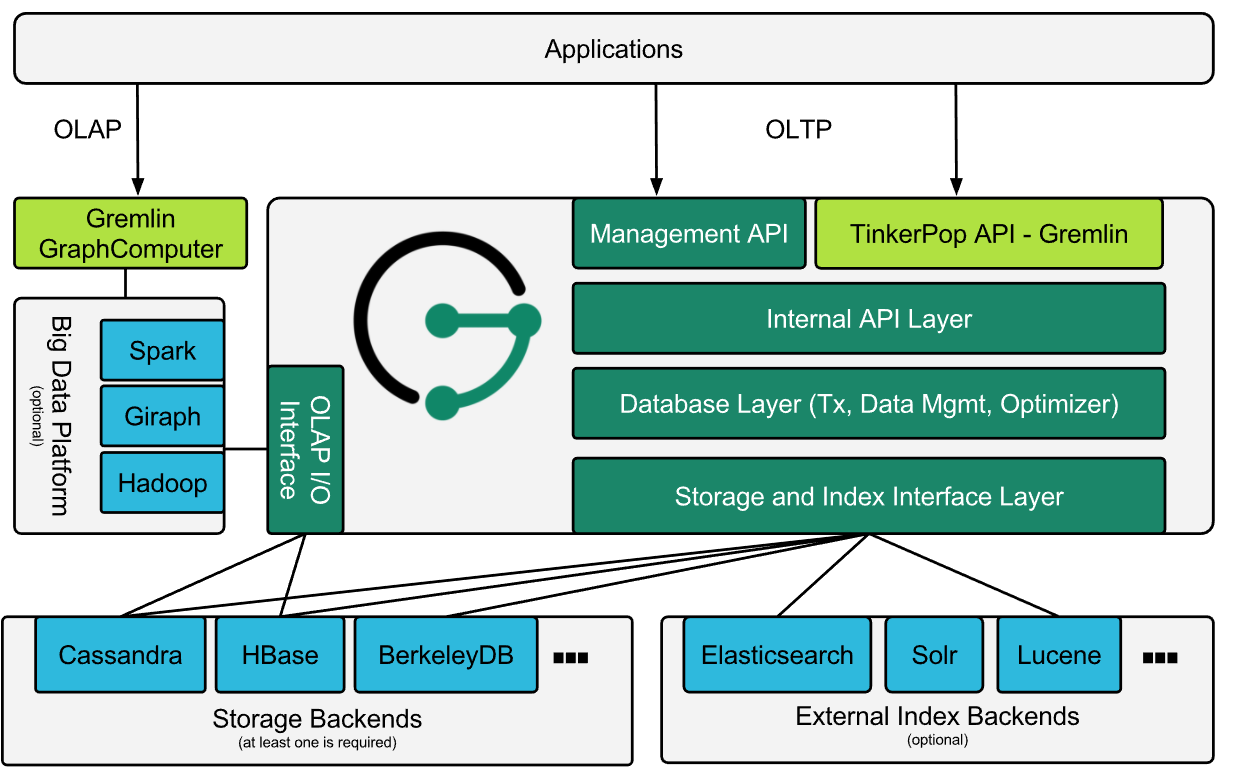 Applications
OLAP
OLTP
Gremlin
GraphComputer
Management API
TinkerPop API - Gremlin
Big Data Platform
(optional)
Spark
Giraph
Hadoop
OLAP I/O
Interface
Internal API Layer
Database Layer (Tx, Data Mgmt, Optimizer)
Storage and Index Interface Layer
Cassandra
HBase
BerkeleyDB
Storage Backends
(at least one is required)
Elasticsearch
Solr
Lucene
External Index Backends
(optional)